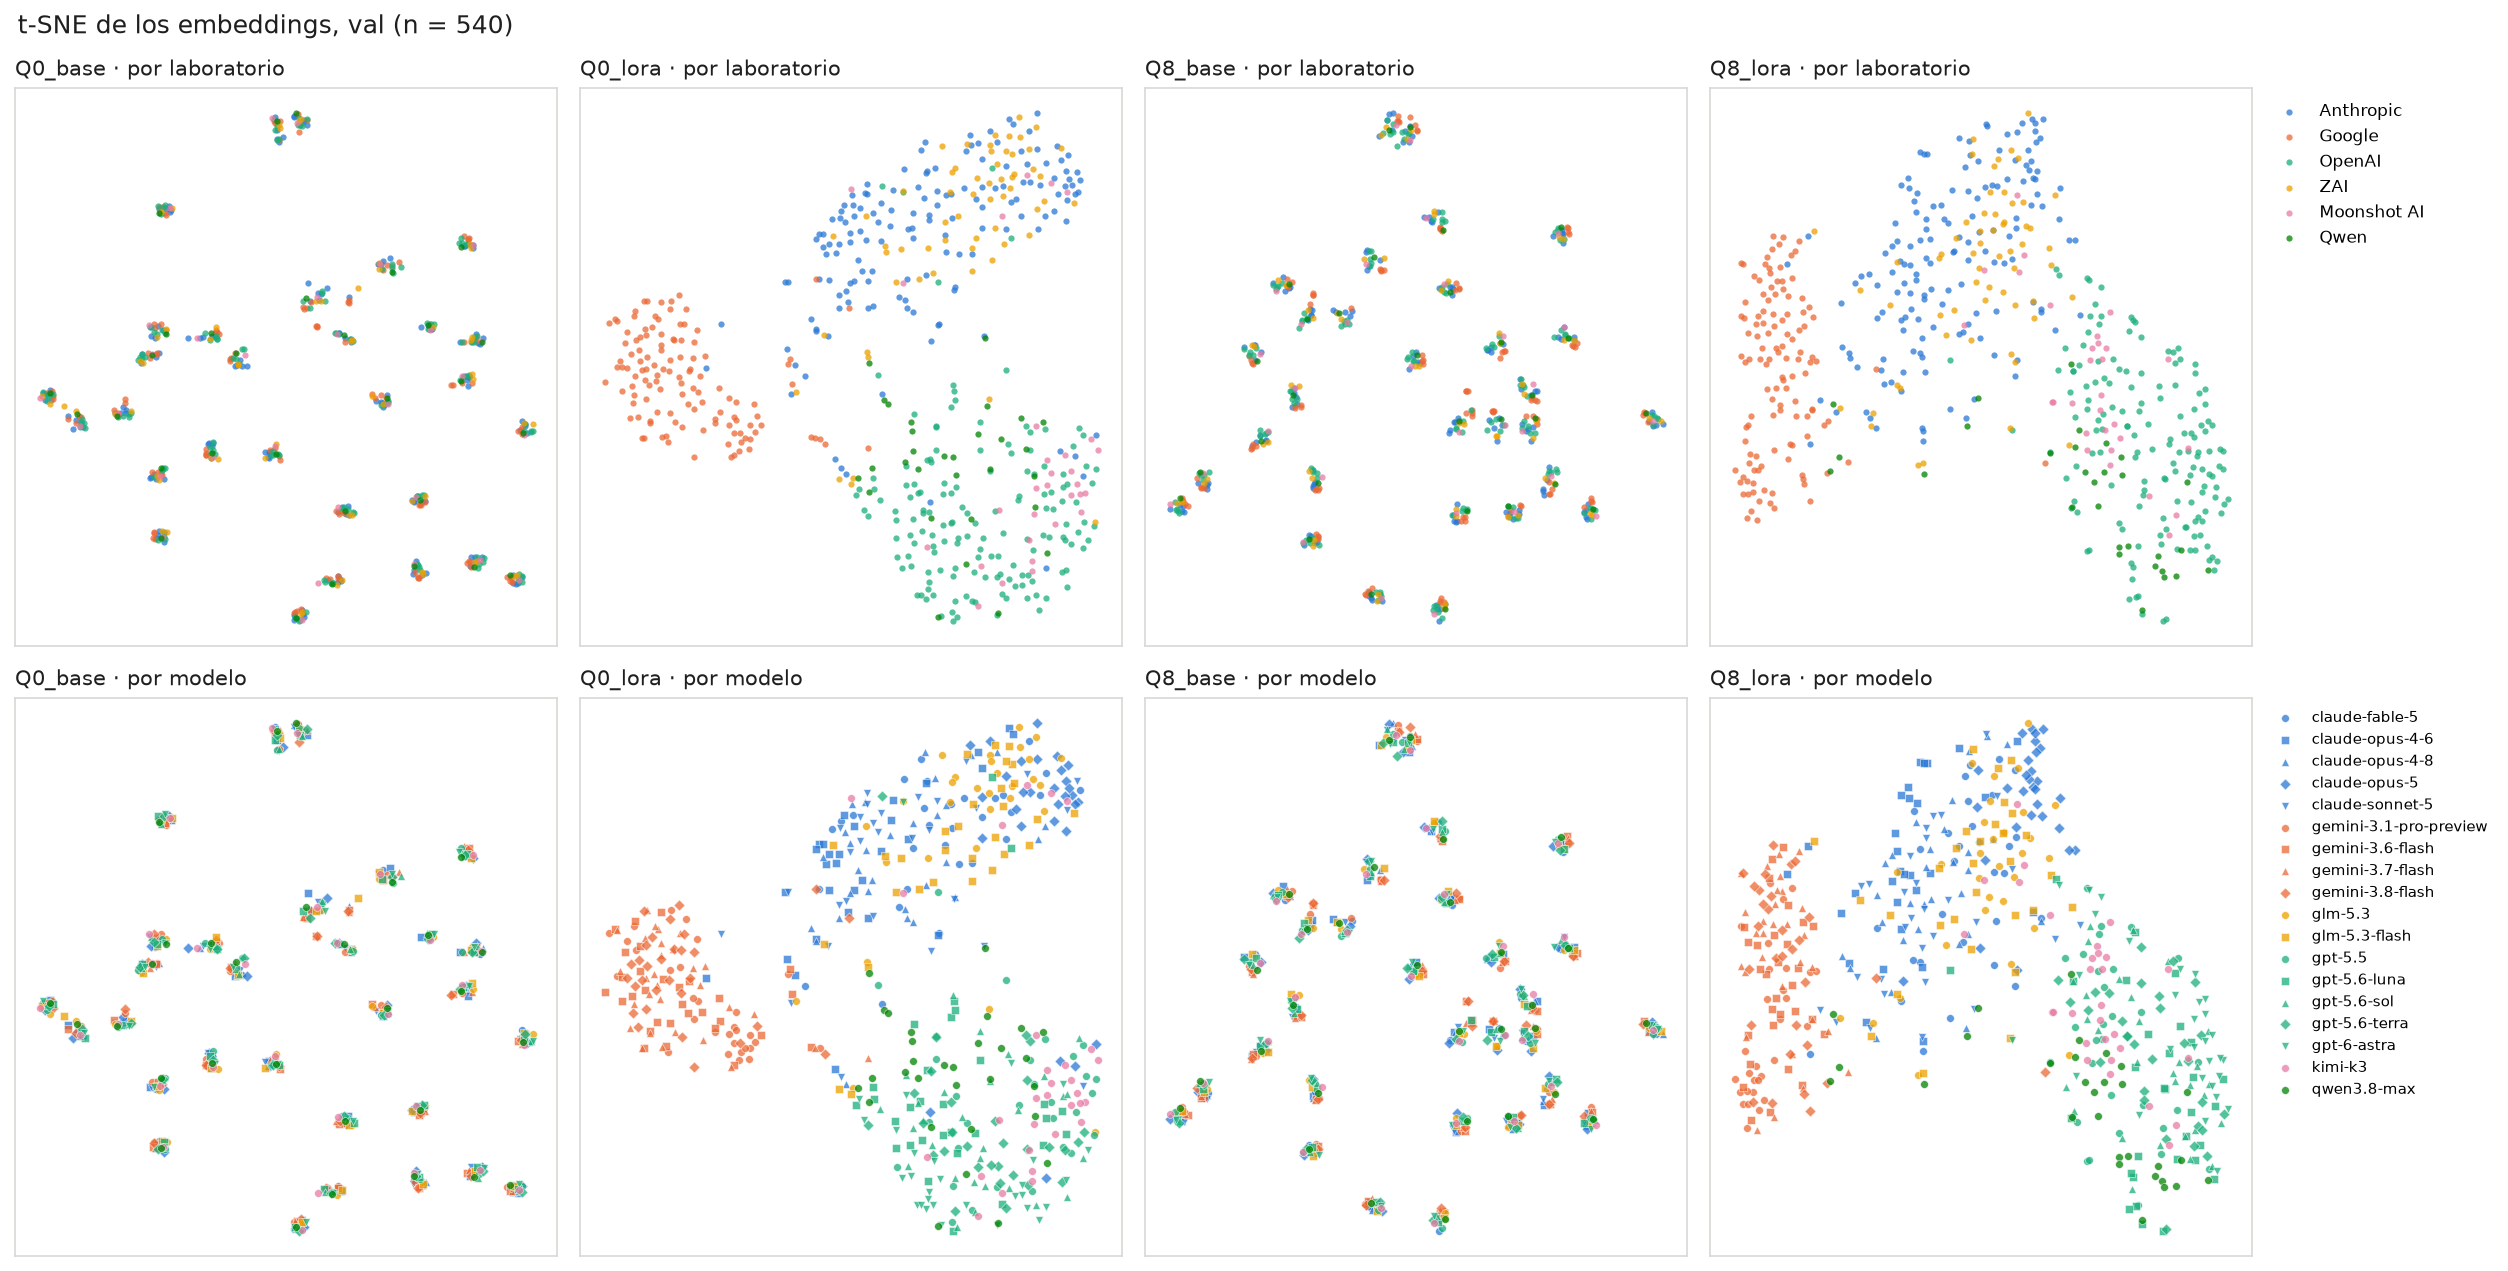 t-SNE de los embeddings, val (n = 540)
Q0_base · por laboratorio
Q0_lora · por laboratorio
Q8_base · por laboratorio
Q8_lora · por laboratorio
Anthropic
Google
OpenAI
ZAI
Moonshot AI
Qwen
Q0_base · por modelo
Q0_lora · por modelo
Q8_base · por modelo
Q8_lora · por modelo
claude-fable-5
claude-opus-4-6
claude-opus-4-8
claude-opus-5
claude-sonnet-5
gemini-3.1-pro-preview
gemini-3.6-flash
gemini-3.7-flash
gemini-3.8-flash
glm-5.3
glm-5.3-flash
gpt-5.5
gpt-5.6-luna
gpt-5.6-sol
gpt-5.6-terra
gpt-6-astra
kimi-k3
qwen3.8-max